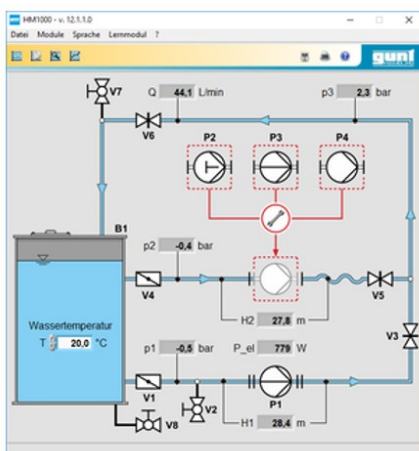 HM1000 - v. 12.1.1.0
Datei Module Sprache Lernmodul ?
gunt
V7 Q 44,1 L/min p3 2,3 bar
V6 P2 P3 P4
B1
p2 -0,4 bar
V4 V5
H2 27,8 m
Wassertemperatur V3
T 20,0 °C p1 -0,5 bar P_el 779 W
V1 V2 P1
V8 H1 28,4 m